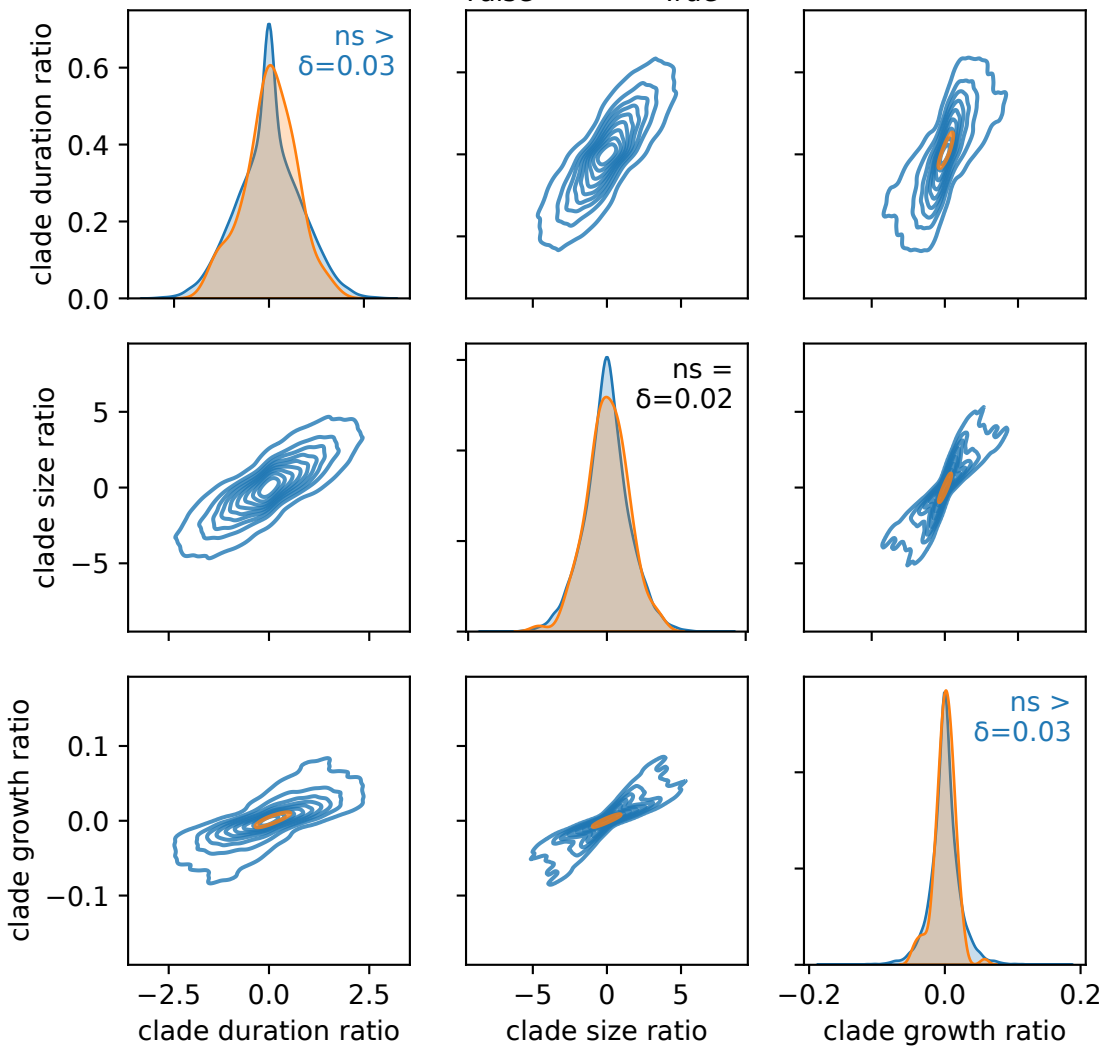 ns >
δ=0.03
clade duration ratio
0.6
0.4
0.2
0.0
−5
0
5
ns =
δ=0.02
clade size ratio
5
0
−5
ns >
δ=0.03
clade growth ratio
0.1
0.0
−0.1
−2.5
0.0
2.5
−5
0
5
−0.2
0.0
0.2
clade duration ratio
clade size ratio
clade growth ratio